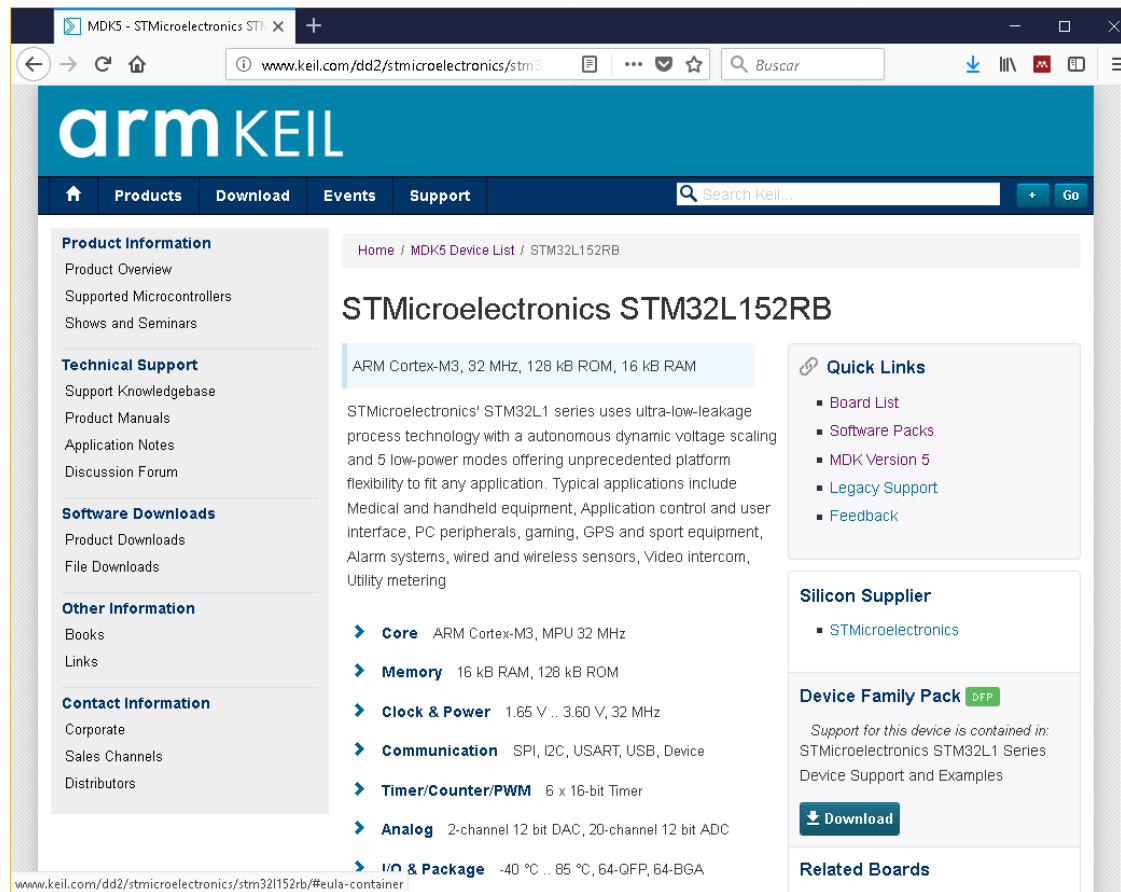 MDK5 - STMicroelectronics STM
www.keil.com/dd2/stmicroelectronics/stm3
Buscar
arm KEIL
Products Download Events Support
Search Keil...
+ Go
Product Information
Product Overview
Supported Microcontrollers
Shows and Seminars
Technical Support
Support Knowledgebase
Product Manuals
Application Notes
Discussion Forum
Software Downloads
Product Downloads
File Downloads
Other Information
Books
Links
Contact Information
Corporate
Sales Channels
Distributors
Home / MDK5 Device List / STM32L152RB
STMicroelectronics STM32L152RB
ARM Cortex-M3, 32 MHz, 128 kB ROM, 16 kB RAM
STMicroelectronics' STM32L1 series uses ultra-low-leakage
process technology with a autonomous dynamic voltage scaling
and 5 low-power modes offering unprecedented platform
flexibility to fit any application. Typical applications include
Medical and handheld equipment, Application control and user
interface, PC peripherals, gaming, GPS and sport equipment,
Alarm systems, wired and wireless sensors, Video intercom,
Utility metering
Core ARM Cortex-M3, MPU 32 MHz
Memory 16 kB RAM, 128 kB ROM
Clock & Power 1.65 V .. 3.60 V, 32 MHz
Communication SPI, I2C, USART, USB, Device
Timer/Counter/PWM 6 x 16-bit Timer
Analog 2-channel 12 bit DAC, 20-channel 12 bit ADC
I/O & Package -40 °C .. 85 °C, 64-QFP, 64-BGA
Quick Links
Board List
Software Packs
MDK Version 5
Legacy Support
Feedback
Silicon Supplier
STMicroelectronics
Device Family Pack DFP
Support for this device is contained in:
STMicroelectronics STM32L1 Series
Device Support and Examples
Download
Related Boards
www.keil.com/dd2/stmicroelectronics/stm32l152rb/#eula-container